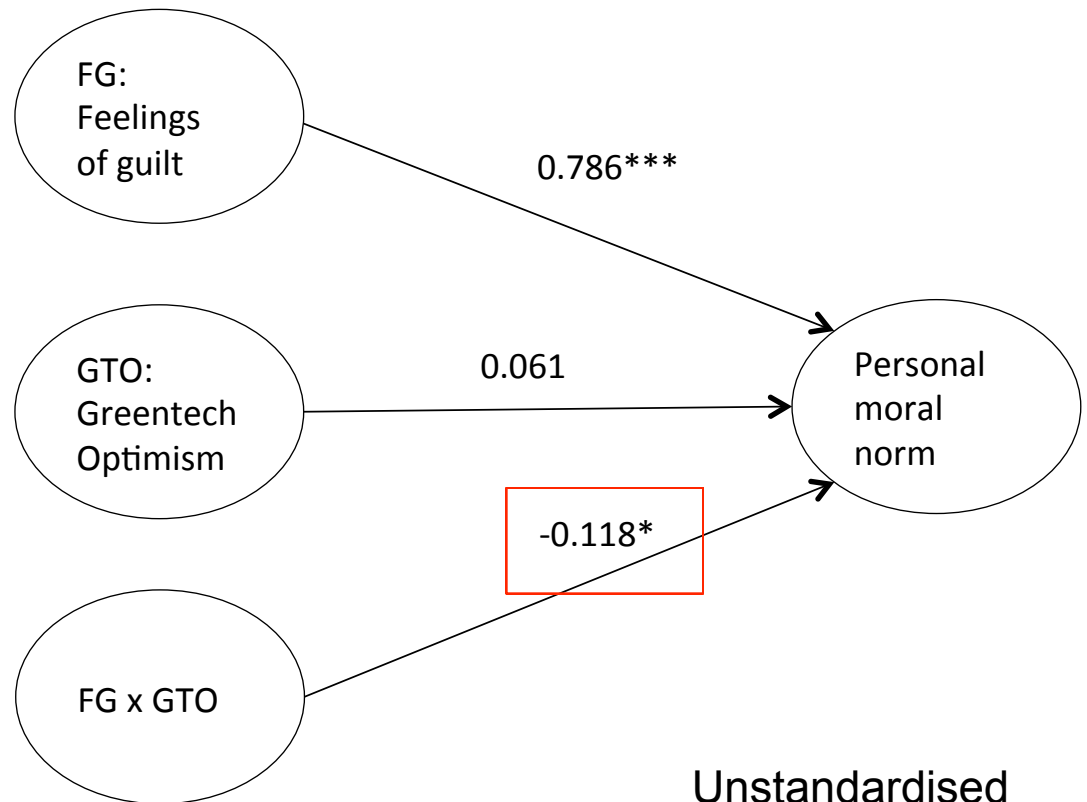 FG:
Feelings
of guilt
0.786***
GTO:
Greentech
Optimism
0.061
Personal
moral
norm
-0.118*
FG x GTO
Unstandardised